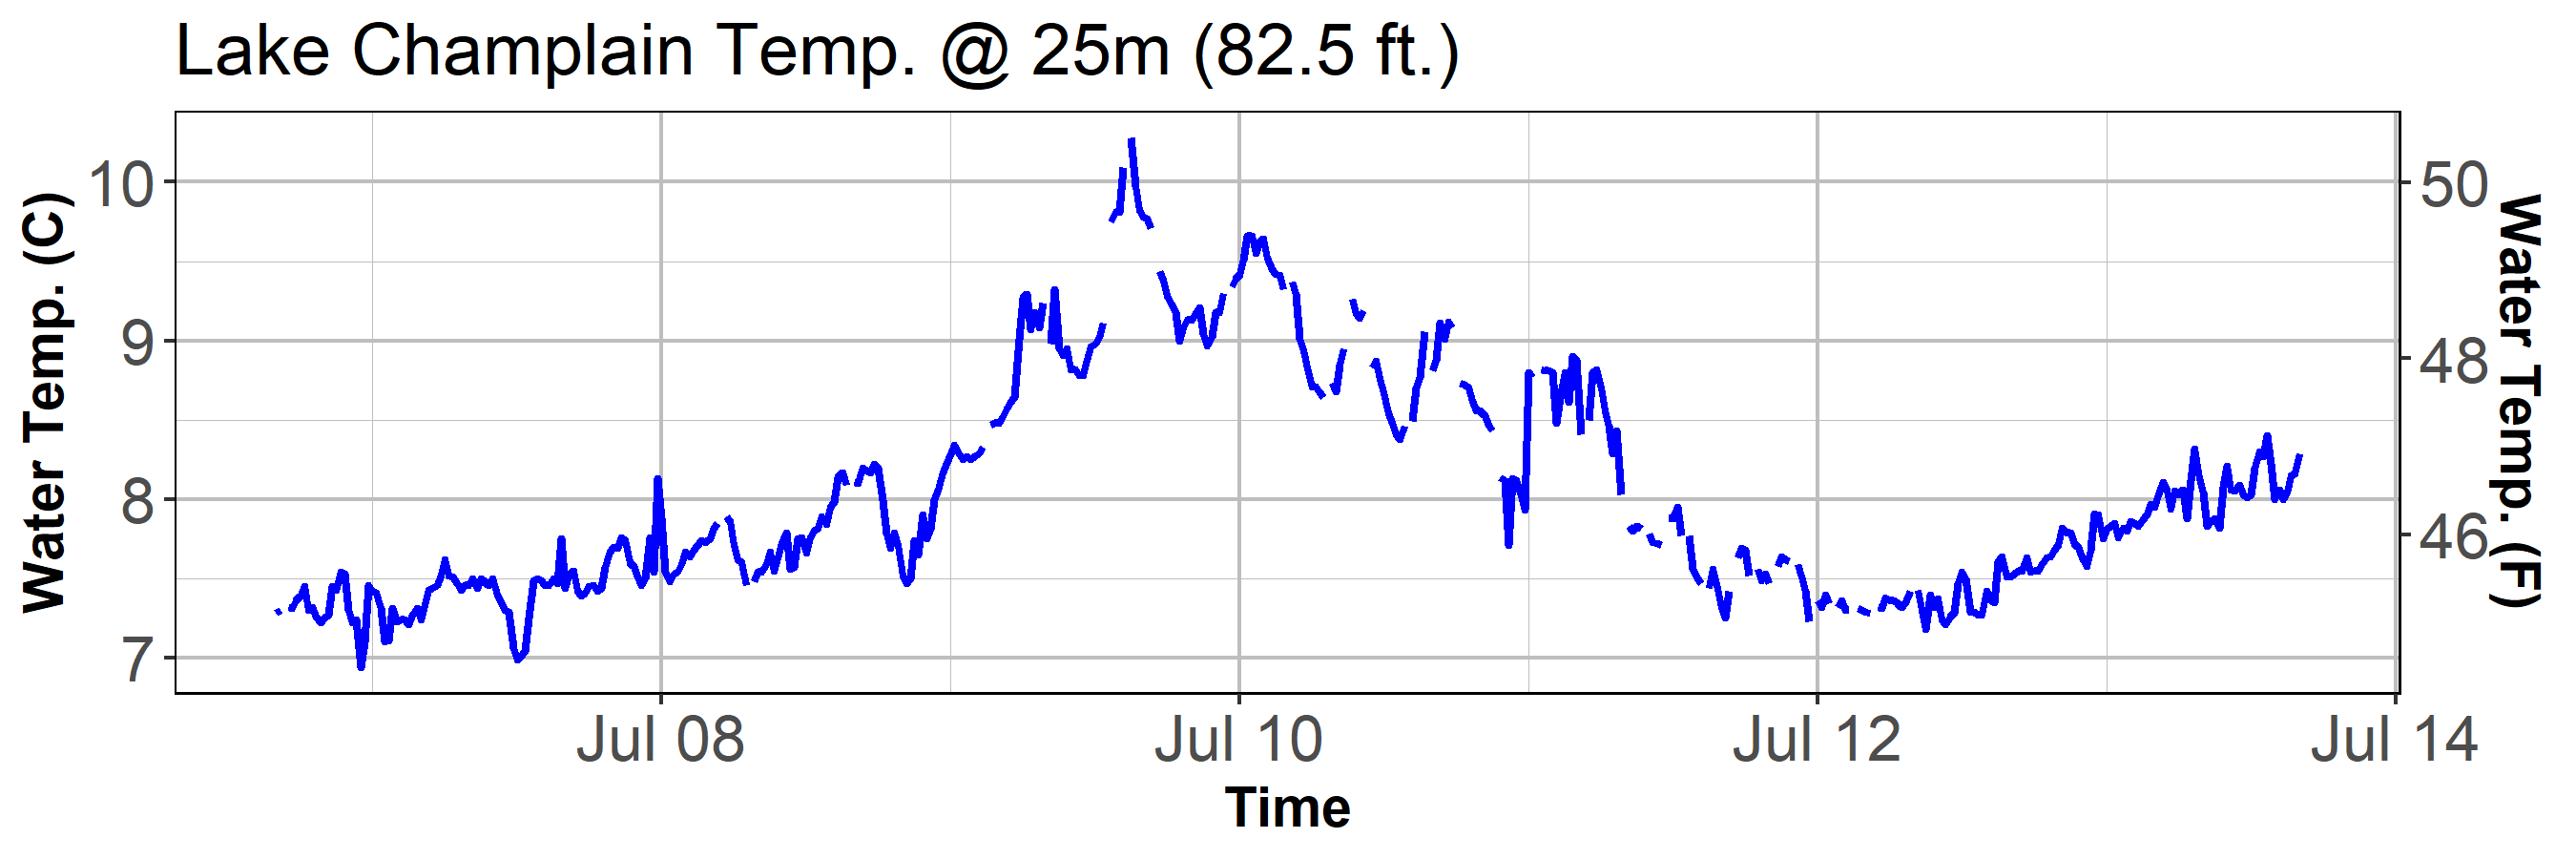 Lake Champlain Temp. @ 25m (82.5 ft.)
Water Temp. (C)
10
9
8
7
50
48
46
Water Temp. (F)
Jul 08
Jul 10
Jul 12
Jul 14
Time